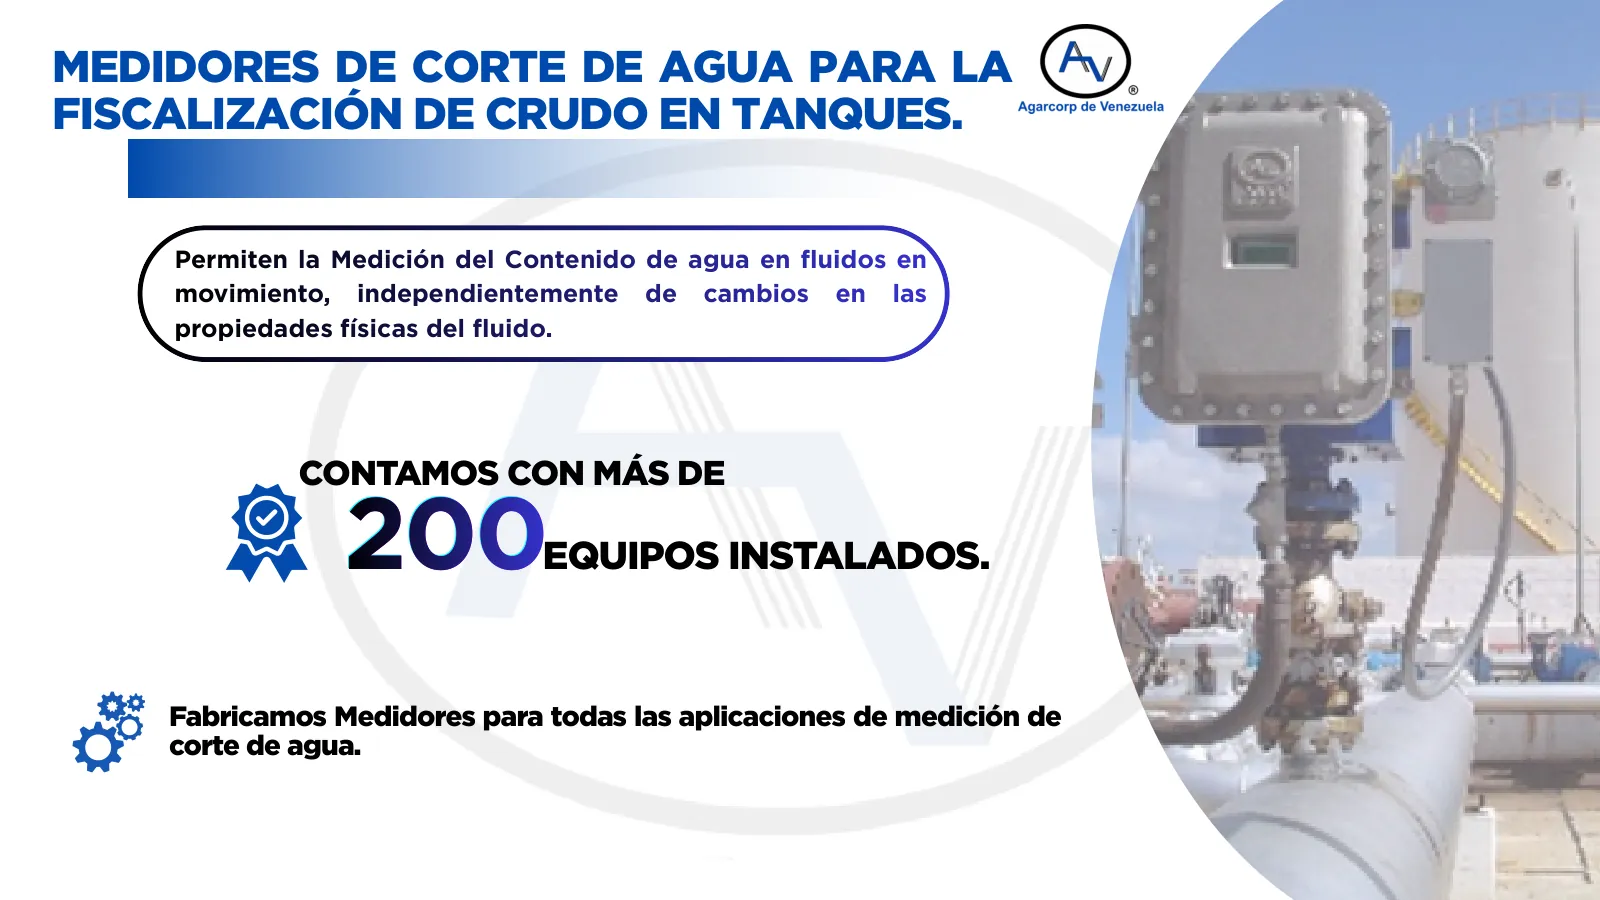 MEDIDORES DE CORTE DE AGUA PARA LA
FISCALIZACIÓN DE CRUDO EN TANQUES.
AV
®
Agarcorp de Venezuela
Permiten la Medición del Contenido de agua en fluidos en
movimiento, independientemente de cambios en las
propiedades físicas del fluido.
CONTAMOS CON MÁS DE
200 EQUIPOS INSTALADOS.
Fabricamos Medidores para todas las aplicaciones de medición de
corte de agua.